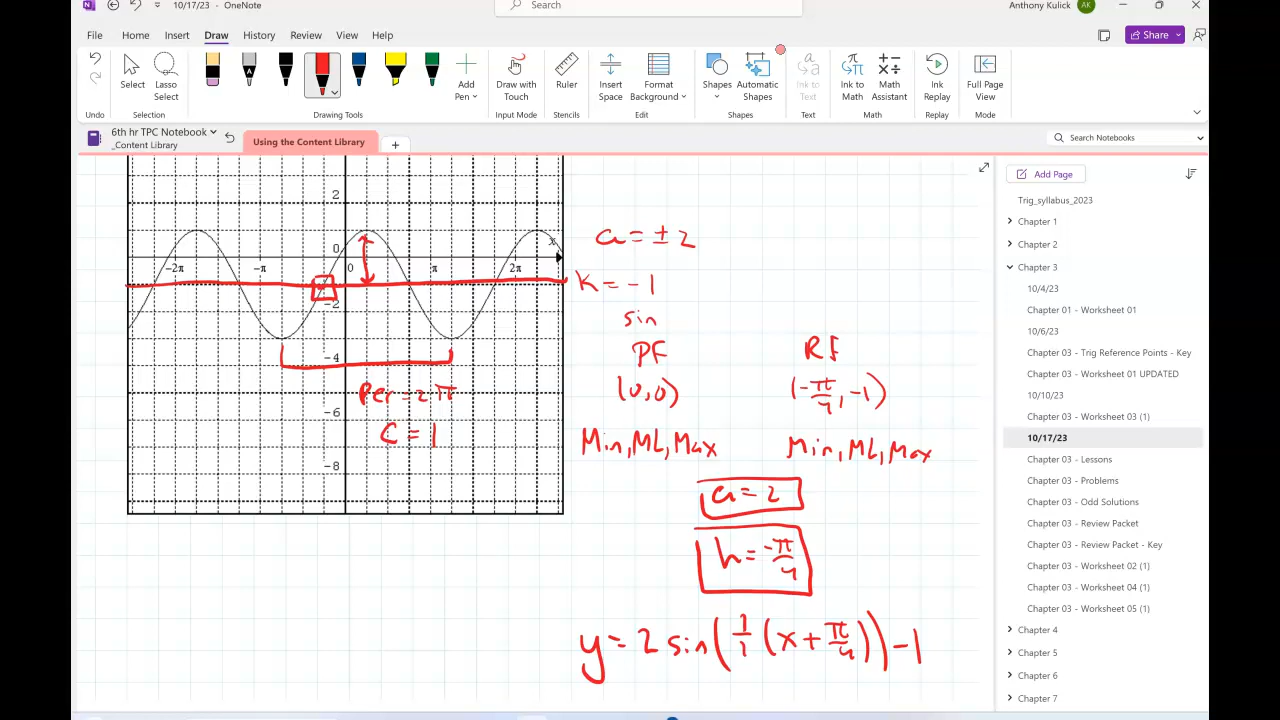 10/17/23 - OneNote
Search
Anthony Kulick
AK
File
Home
Insert
Draw
History
Review
View
Help
Share
Select
Lasso Select
Add Pen
Draw with Touch
Ruler
Insert Space
Format Background
Shapes
Automatic Shapes
Ink to Text
Ink to Math
Math Assistant
Ink Replay
Full Page View
Undo
Selection
Drawing Tools
Input Mode
Stencils
Edit
Shapes
Text
Math
Replay
Mode
6th hr TPC Notebook
_Content Library
Using the Content Library
+
Search Notebooks
Add Page
Trig_syllabus_2023
Chapter 1
Chapter 2
Chapter 3
10/4/23
Chapter 01 - Worksheet 01
10/6/23
Chapter 03 - Trig Reference Points - Key
Chapter 03 - Worksheet 01 UPDATED
10/10/23
Chapter 03 - Worksheet 03 (1)
10/17/23
Chapter 03 - Lessons
Chapter 03 - Problems
Chapter 03 - Odd Solutions
Chapter 03 - Review Packet
Chapter 03 - Review Packet - Key
Chapter 03 - Worksheet 02 (1)
Chapter 03 - Worksheet 04 (1)
Chapter 03 - Worksheet 05 (1)
Chapter 4
Chapter 5
Chapter 6
Chapter 7
2
0
x
-2π
-π
0
π
2π
-2
-4
-6
-8
Per = 2π
C = 1
a = ±2
k = -1
sin
PF
RF
(0,0)
(-π/4, -1)
Min, ML, Max
Min, ML, Max
a = 2
h = -π/4
y = 2 sin(1/1(x + π/4)) - 1